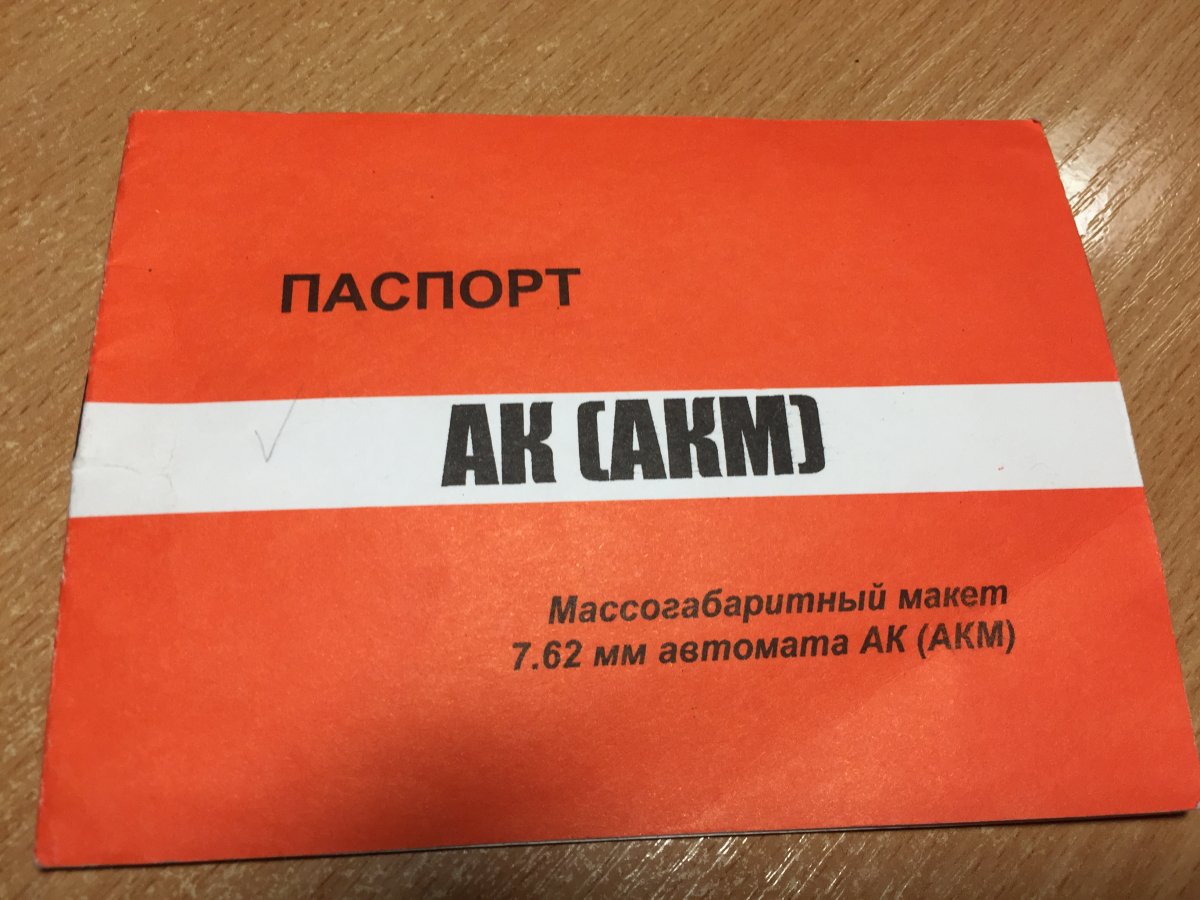 ПАСПОРТ
АК (АКМ)
Массогабаритный макет
7.62 мм автомата АК (АКМ)